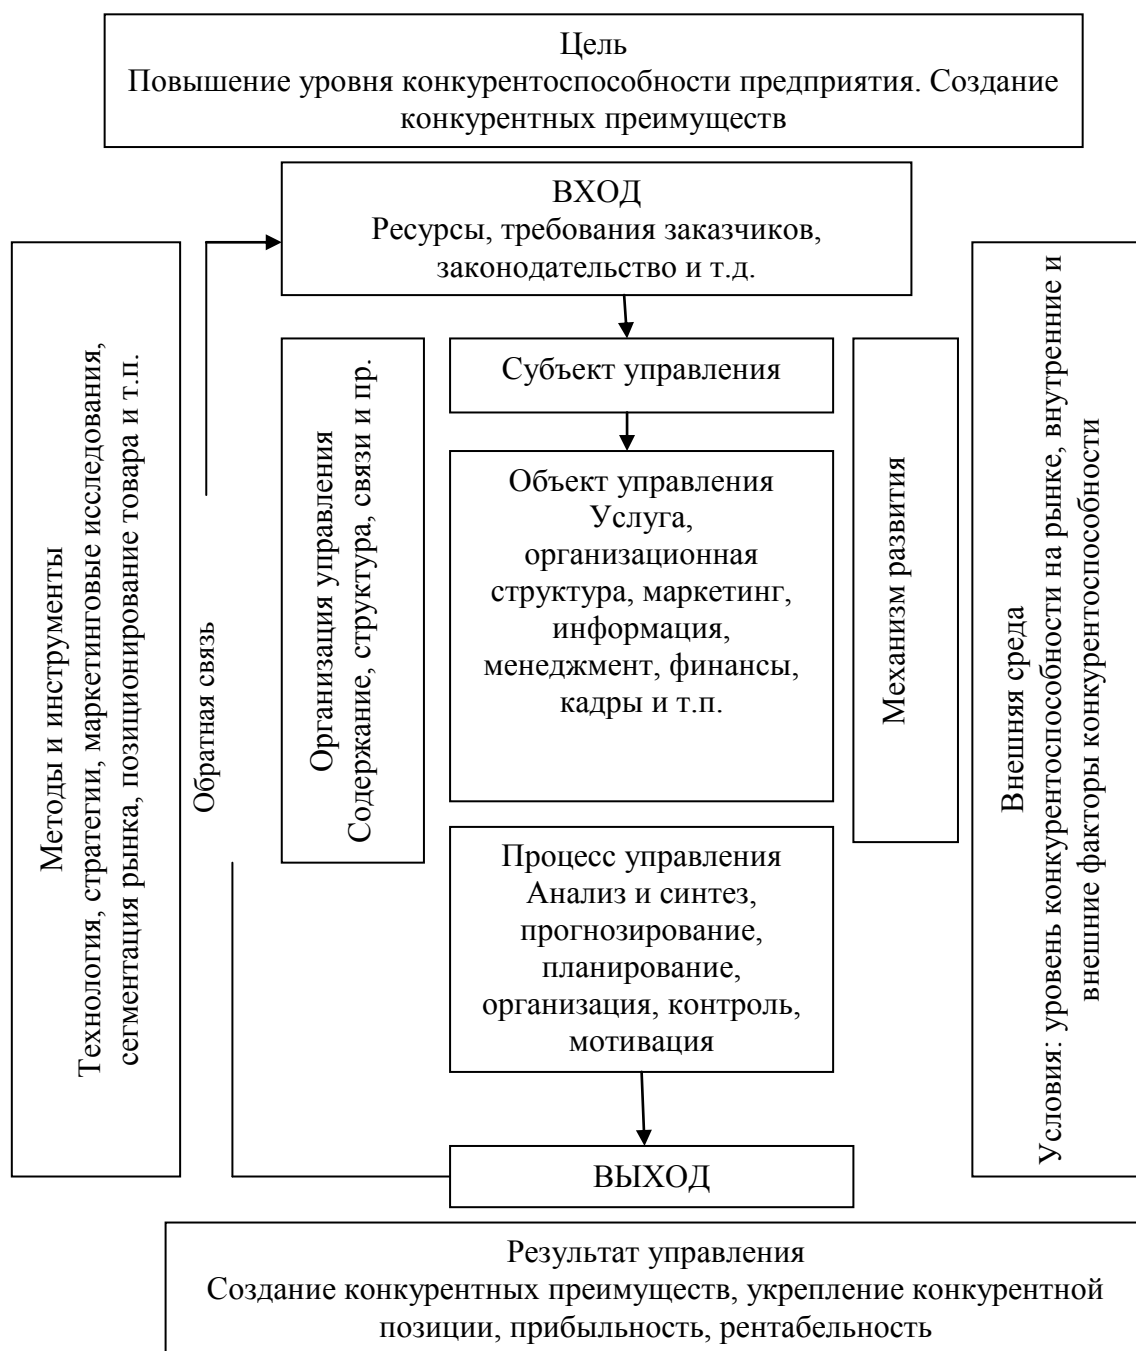 Цель
Повышение уровня конкурентоспособности предприятия. Создание
конкурентных преимуществ
ВХОД
Ресурсы, требования заказчиков,
законодательство и т.д.
Методы и инструменты
Технология, стратегии, маркетинговые исследования,
сегментация рынка, позиционирование товара и т.п.
Обратная связь
Организация управления
Содержание, структура, связи и пр.
Субъект управления
Объект управления
Услуга,
организационная
структура, маркетинг,
информация,
менеджмент, финансы,
кадры и т.п.
Процесс управления
Анализ и синтез,
прогнозирование,
планирование,
организация, контроль,
мотивация
Механизм развития
Внешняя среда
Условия: уровень конкурентоспособности на рынке, внутренние и
внешние факторы конкурентоспособности
ВЫХОД
Результат управления
Создание конкурентных преимуществ, укрепление конкурентной
позиции, прибыльность, рентабельность